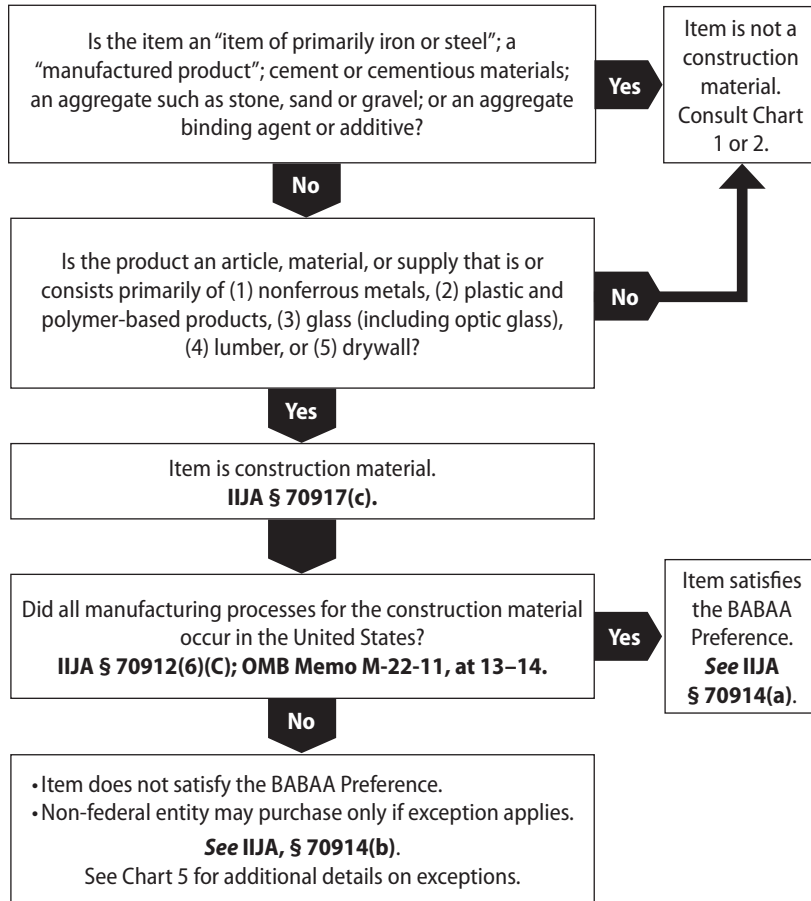 Is the item an “item of primarily iron or steel”; a
“manufactured product”; cement or cementious materials;
an aggregate such as stone, sand or gravel; or an aggregate
binding agent or additive?
Yes
Item is not a
construction
material.
Consult Chart
1 or 2.
No
Is the product an article, material, or supply that is or
consists primarily of (1) nonferrous metals, (2) plastic and
polymer-based products, (3) glass (including optic glass),
(4) lumber, or (5) drywall?
No
Yes
Item is construction material.
IIJA § 70917(c).
Did all manufacturing processes for the construction material
occur in the United States?
IIJA § 70912(6)(C); OMB Memo M-22-11, at 13–14.
Yes
Item satisfies
the BABAA
Preference.
See IIJA
§ 70914(a).
No
• Item does not satisfy the BABAA Preference.
• Non-federal entity may purchase only if exception applies.
See IIJA, § 70914(b).
See Chart 5 for additional details on exceptions.